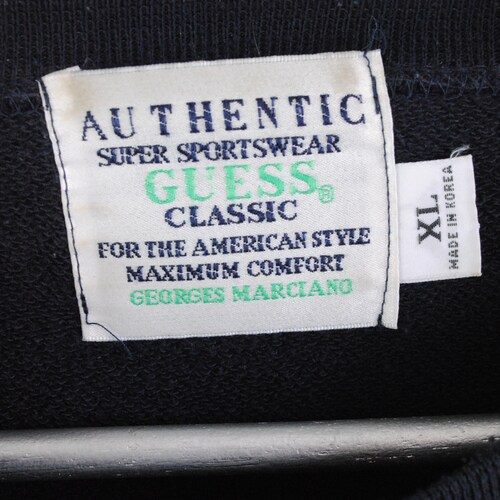 AUTHENTIC
SUPER SPORTSWEAR
GUESS®
CLASSIC
FOR THE AMERICAN STYLE
MAXIMUM COMFORT
GEORGES MARCIANO
XL
MADE IN KOREA